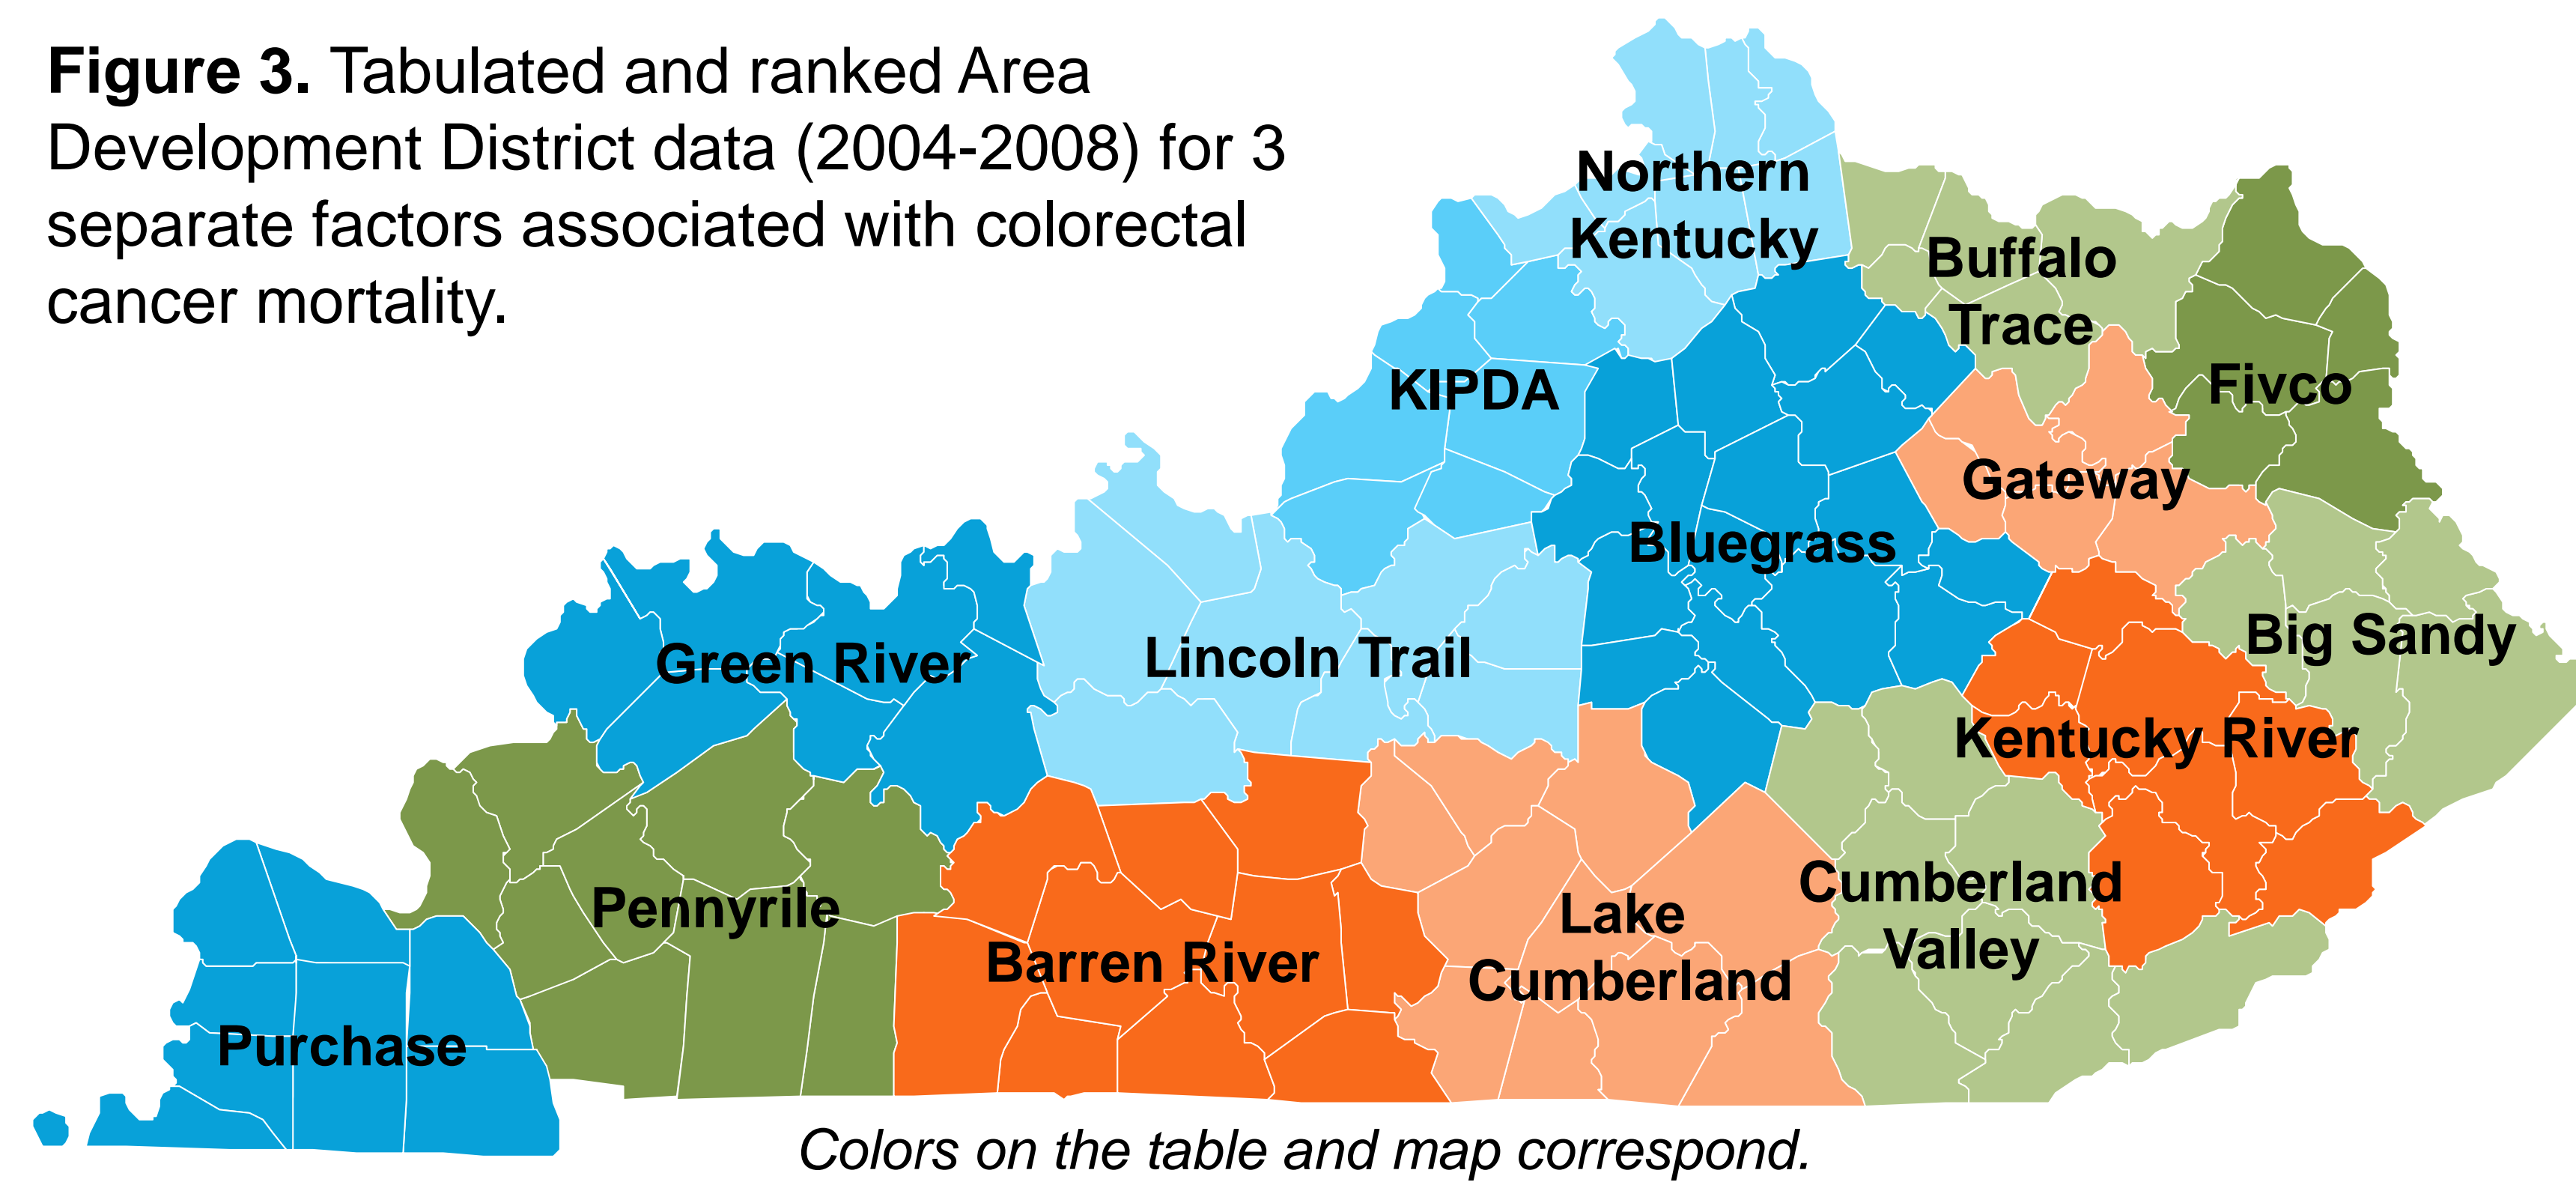 Figure 3. Tabulated and ranked Area
Development District data (2004-2008) for 3
separate factors associated with colorectal
cancer mortality.
Northern
Kentucky
Buffalo
Trace
KIPDA
Fivco
Gateway
Bluegrass
Big Sandy
Green River
Lincoln Trail
Kentucky River
Pennyrile
Barren River
Lake
Cumberland
Cumberland
Valley
Purchase
Colors on the table and map correspond.